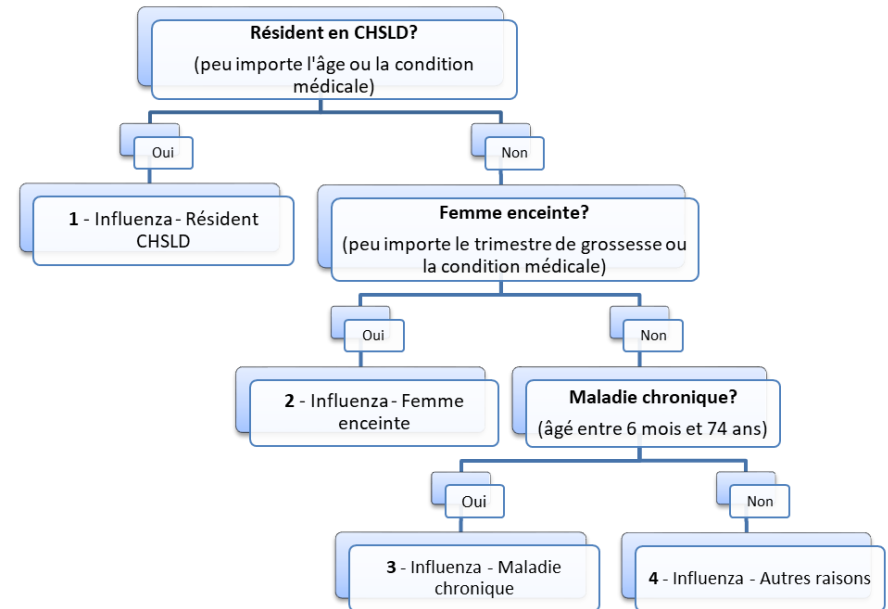 Résident en CHSLD?
(peu importe l'âge ou la condition
médicale)
Oui
Non
1 - Influenza - Résident
CHSLD
Femme enceinte?
(peu importe le trimestre de grossesse ou
la condition médicale)
Oui
Non
2 - Influenza - Femme
enceinte
Maladie chronique?
(âgé entre 6 mois et 74 ans)
Oui
Non
3 - Influenza - Maladie
chronique
4 - Influenza - Autres raisons